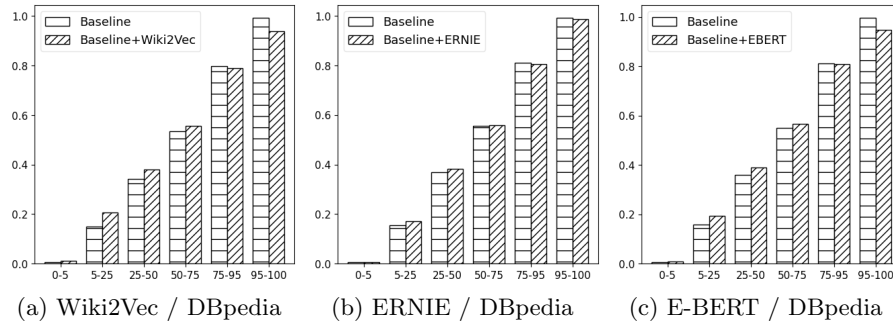 1.0
0.8
0.6
0.4
0.2
0.0
Baseline
Baseline+Wiki2Vec
0-5 5-25 25-50 50-75 75-95 95-100
(a) Wiki2Vec / DBpedia
1.0
0.8
0.6
0.4
0.2
0.0
Baseline
Baseline+ERNIE
0-5 5-25 25-50 50-75 75-95 95-100
(b) ERNIE / DBpedia
1.0
0.8
0.6
0.4
0.2
0.0
Baseline
Baseline+EBERT
0-5 5-25 25-50 50-75 75-95 95-100
(c) E-BERT / DBpedia